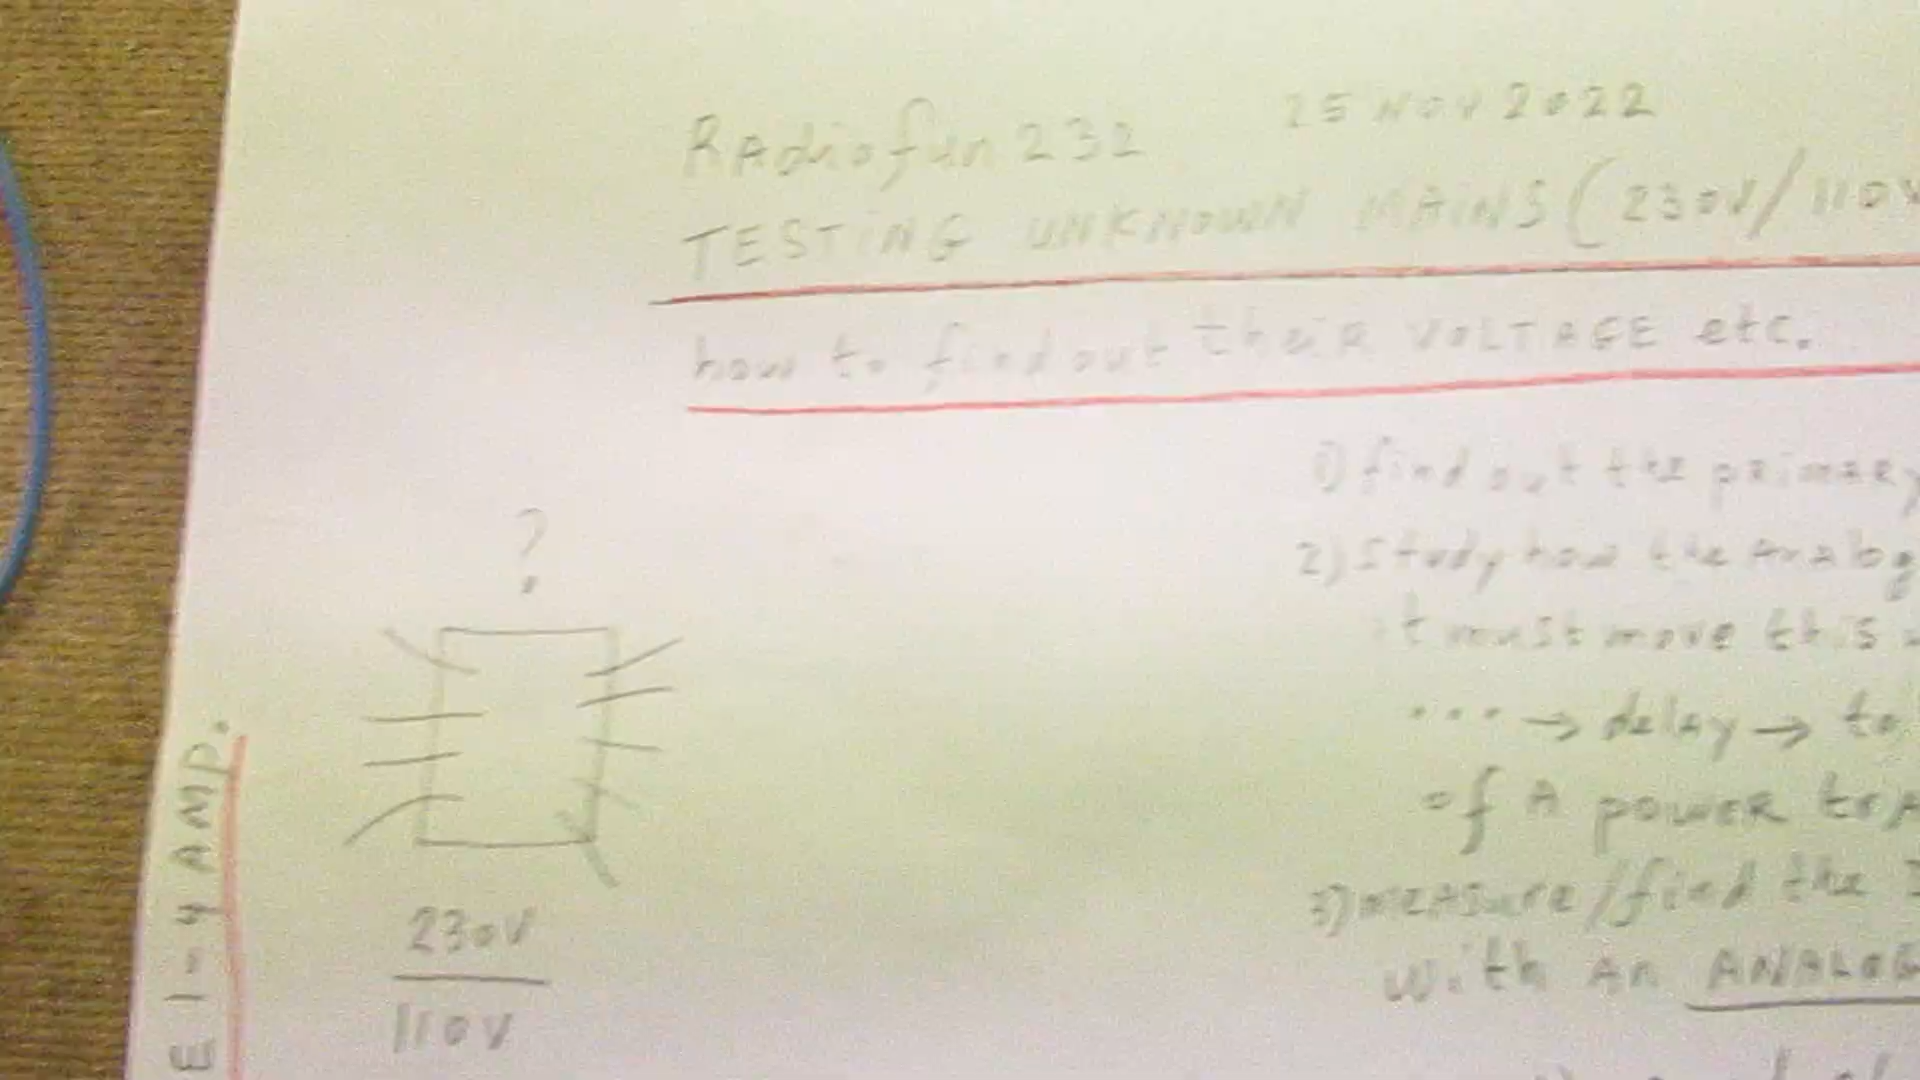 Radiofun232 25 NOV 2022
TESTING UNKNOWN MAINS (230V/110V
how to find out their VOLTAGE etc.
1) find out the primary
2) Study how the Analog
it must move this
... → delay → to
of A power tra
3) measure/find the
with an ANALOG
?
230V
110V
E 1-4 AMP.